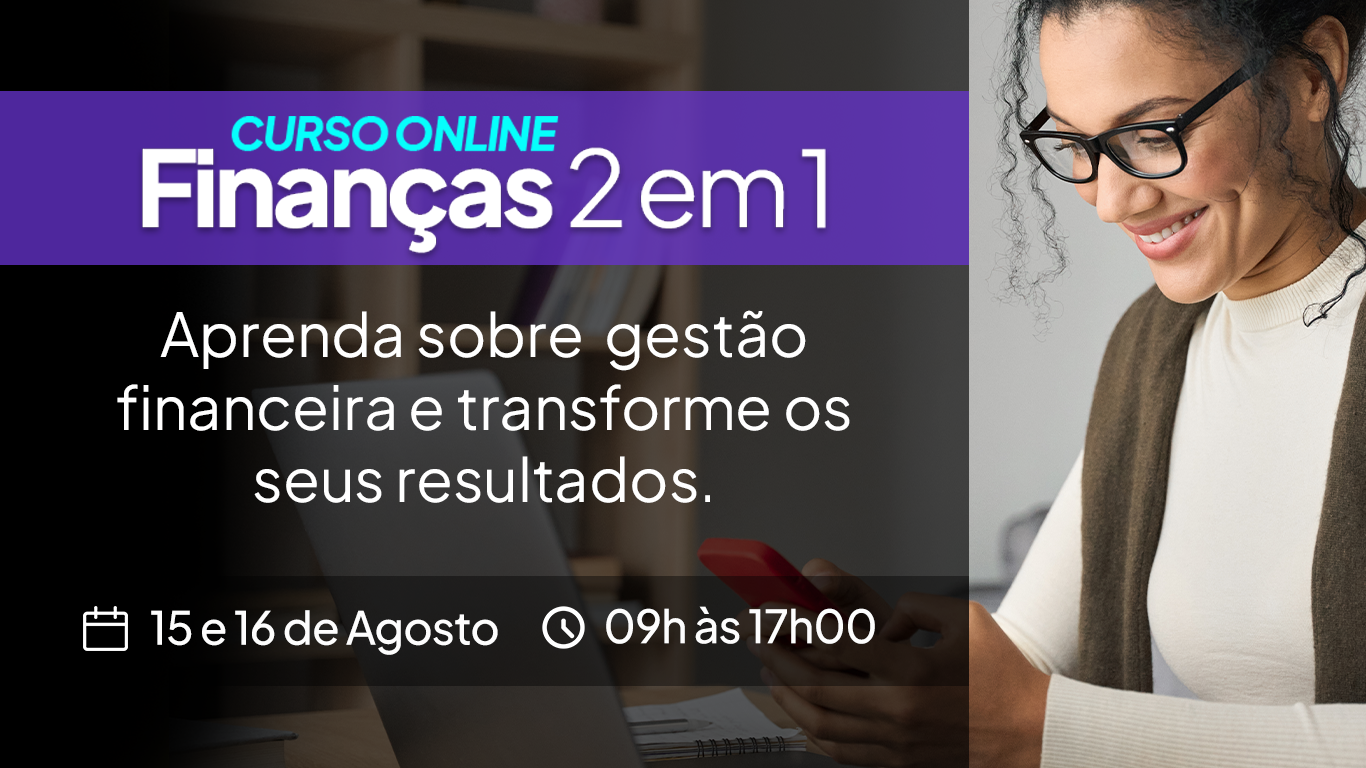 CURSO ONLINE
Finanças 2 em 1
Aprenda sobre gestão
financeira e transforme os
seus resultados.
15 e 16 de Agosto 09h às 17h00